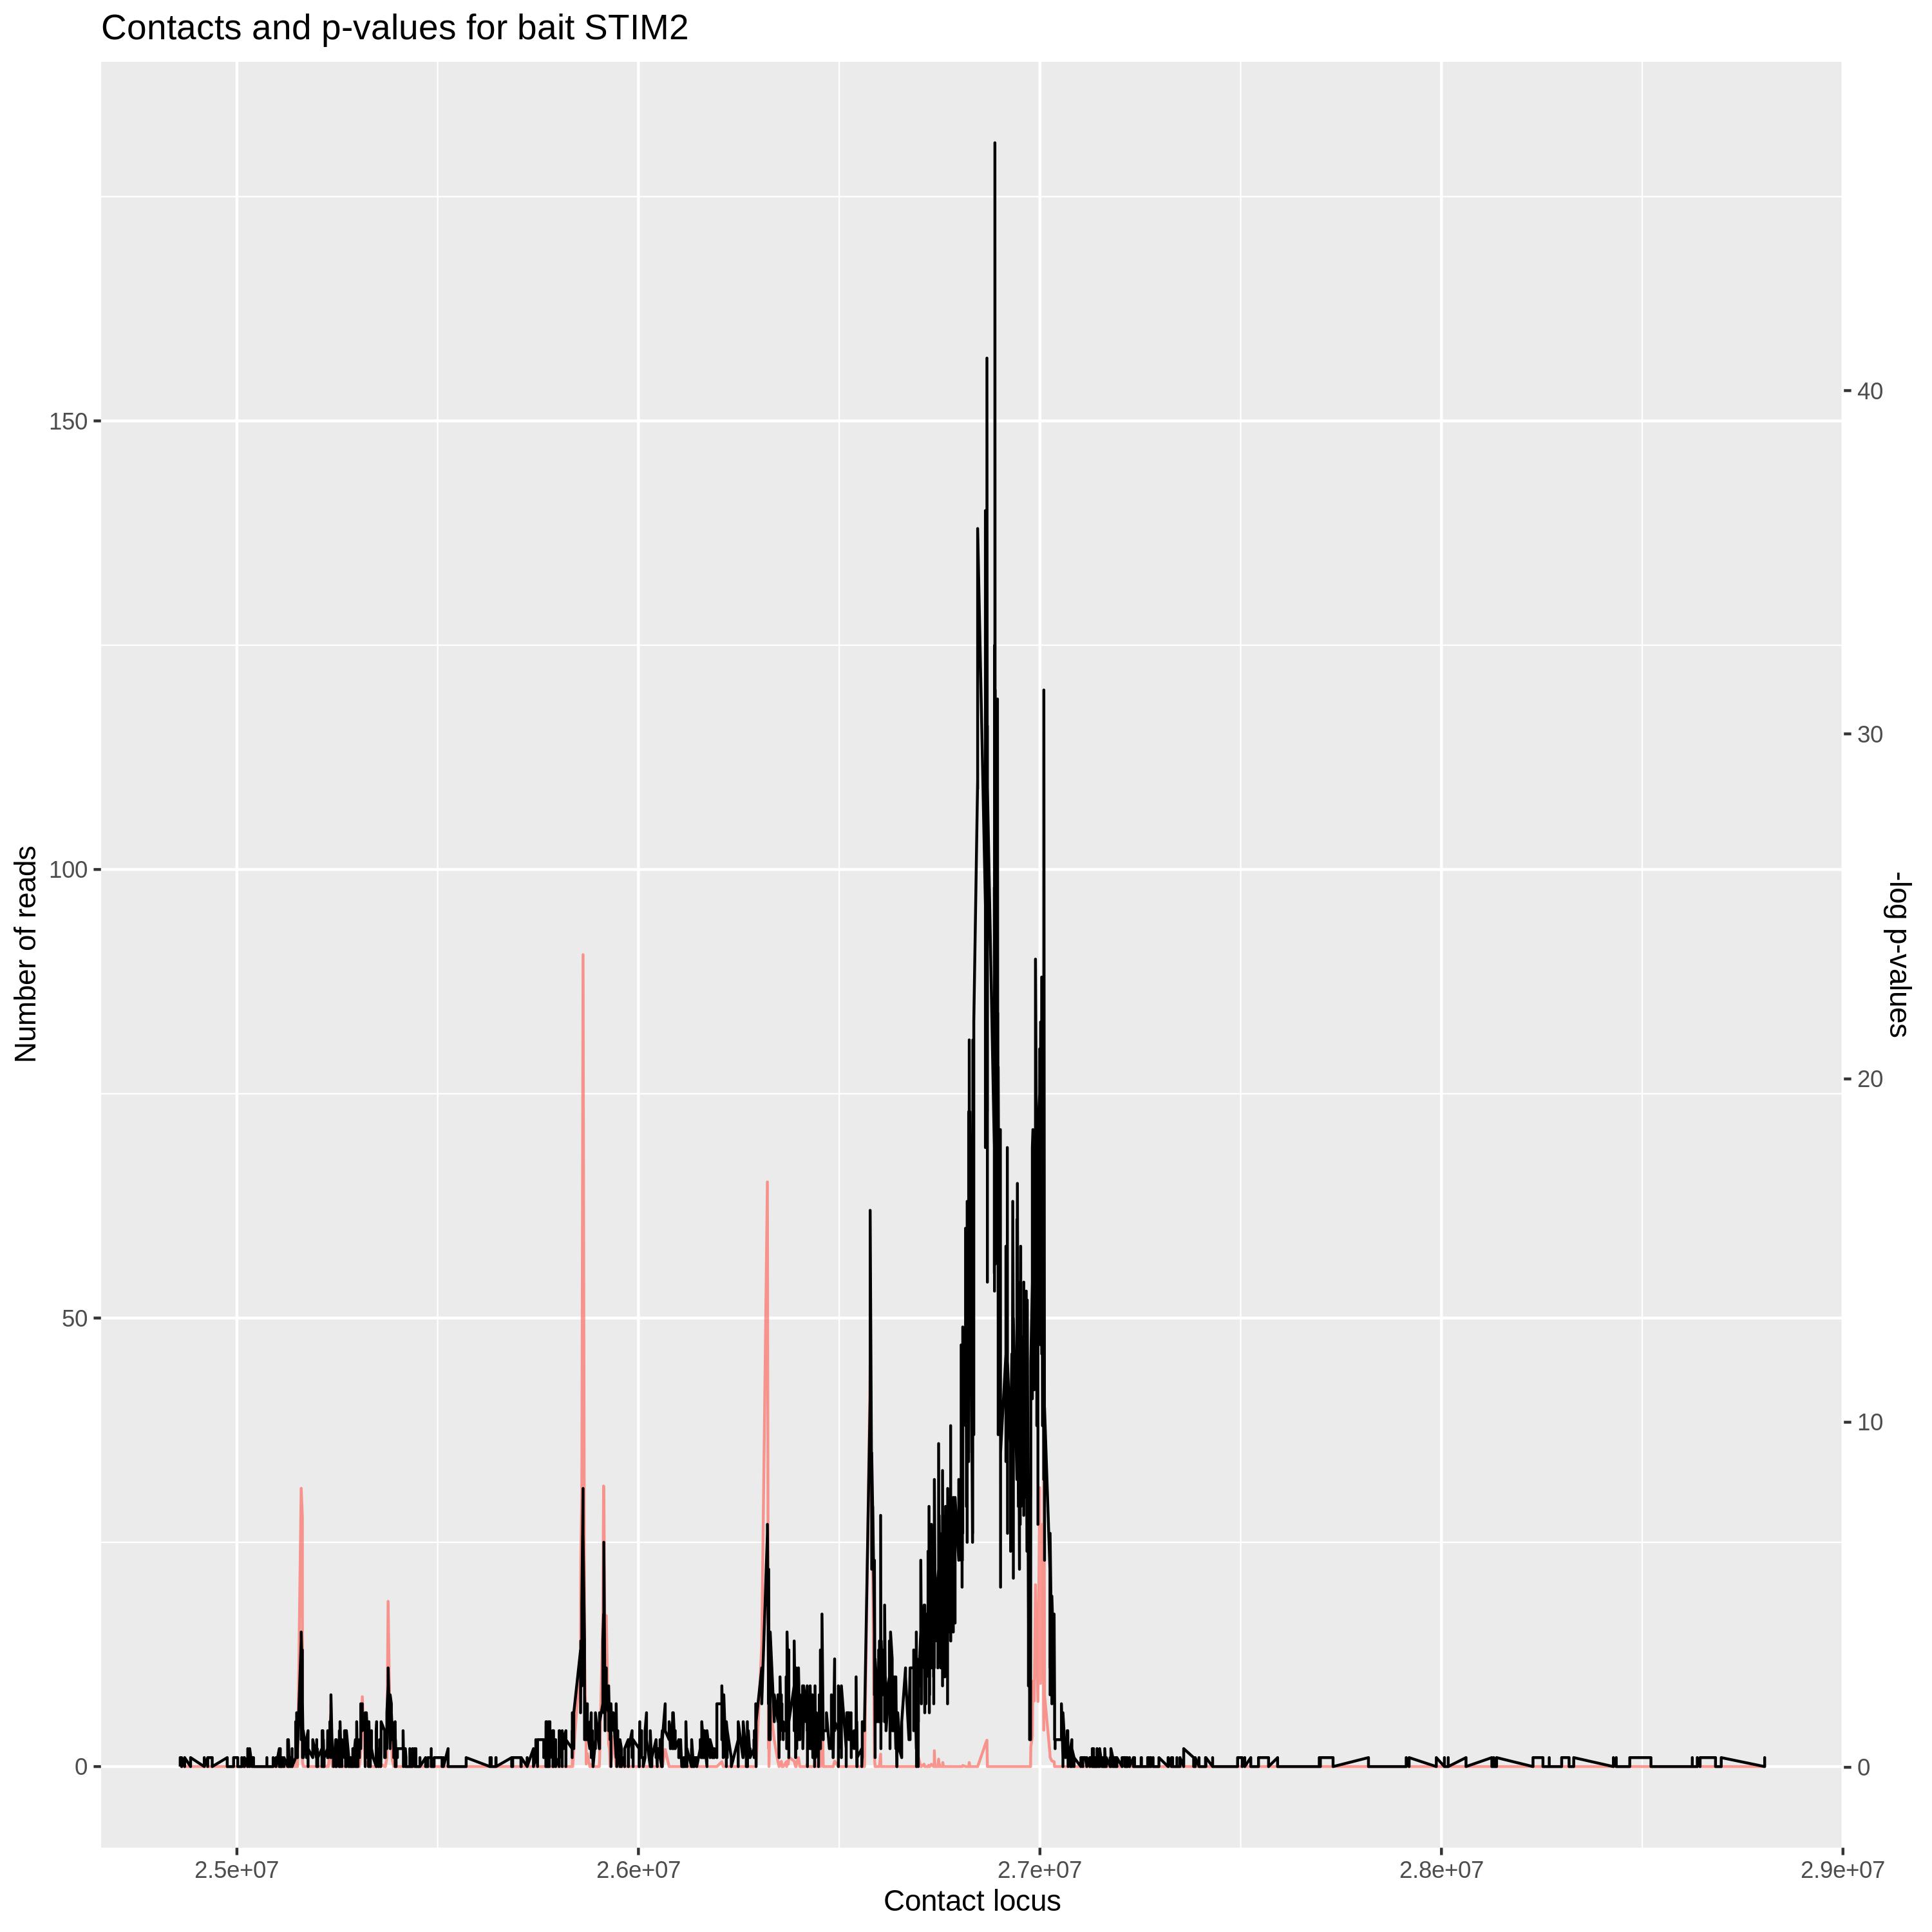 Contacts and p-values for bait STIM2
150
100
50
0
40
30
20
10
0
Number of reads
-log p-values
2.5e+07
2.6e+07
2.7e+07
2.8e+07
2.9e+07
Contact locus